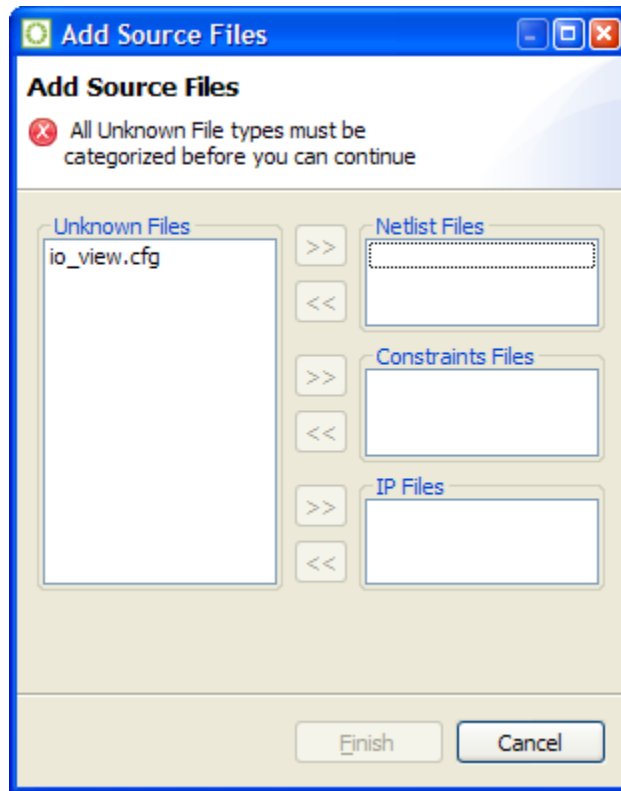 Add Source Files
Add Source Files
All Unknown File types must be
categorized before you can continue
Unknown Files
io_view.cfg
>>
<<
Netlist Files
>>
<<
Constraints Files
>>
<<
IP Files
Finish
Cancel